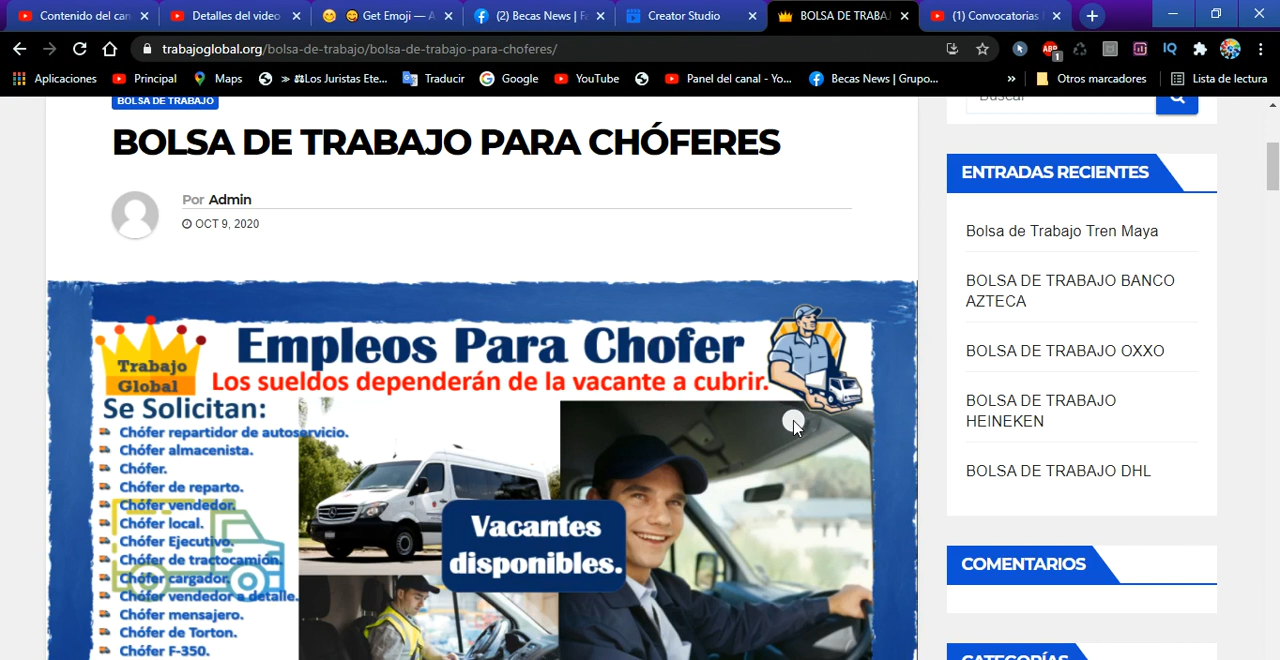 Contenido del can
Detalles del video
Get Emoji — A
(2) Becas News | Fa
Creator Studio
BOLSA DE TRABA
(1) Convocatorias
trabajoglobal.org/bolsa-de-trabajo/bolsa-de-trabajo-para-choferes/
ABP
1
IQ
Aplicaciones
Principal
Maps
» ⚖Los Juristas Ete...
Traducir
Google
YouTube
Panel del canal - Yo...
Becas News | Grupo...
»
Otros marcadores
Lista de lectura
BOLSA DE TRABAJO
BOLSA DE TRABAJO PARA CHÓFERES
Por Admin
OCT 9, 2020
Trabajo
Global
Empleos Para Chofer
Los sueldos dependerán de la vacante a cubrir.
Se Solicitan:
Chófer repartidor de autoservicio.
Chófer almacenista.
Chófer.
Chófer de reparto.
Chófer vendedor.
Chófer local.
Chófer Ejecutivo.
Chófer de tractocamión.
Chófer cargador.
Chófer vendedor a detalle.
Chófer mensajero.
Chófer de Torton.
Chófer F-350.
Vacantes
disponibles.
Buscar
ENTRADAS RECIENTES
Bolsa de Trabajo Tren Maya
BOLSA DE TRABAJO BANCO
AZTECA
BOLSA DE TRABAJO OXXO
BOLSA DE TRABAJO
HEINEKEN
BOLSA DE TRABAJO DHL
COMENTARIOS
CATEGORÍAS